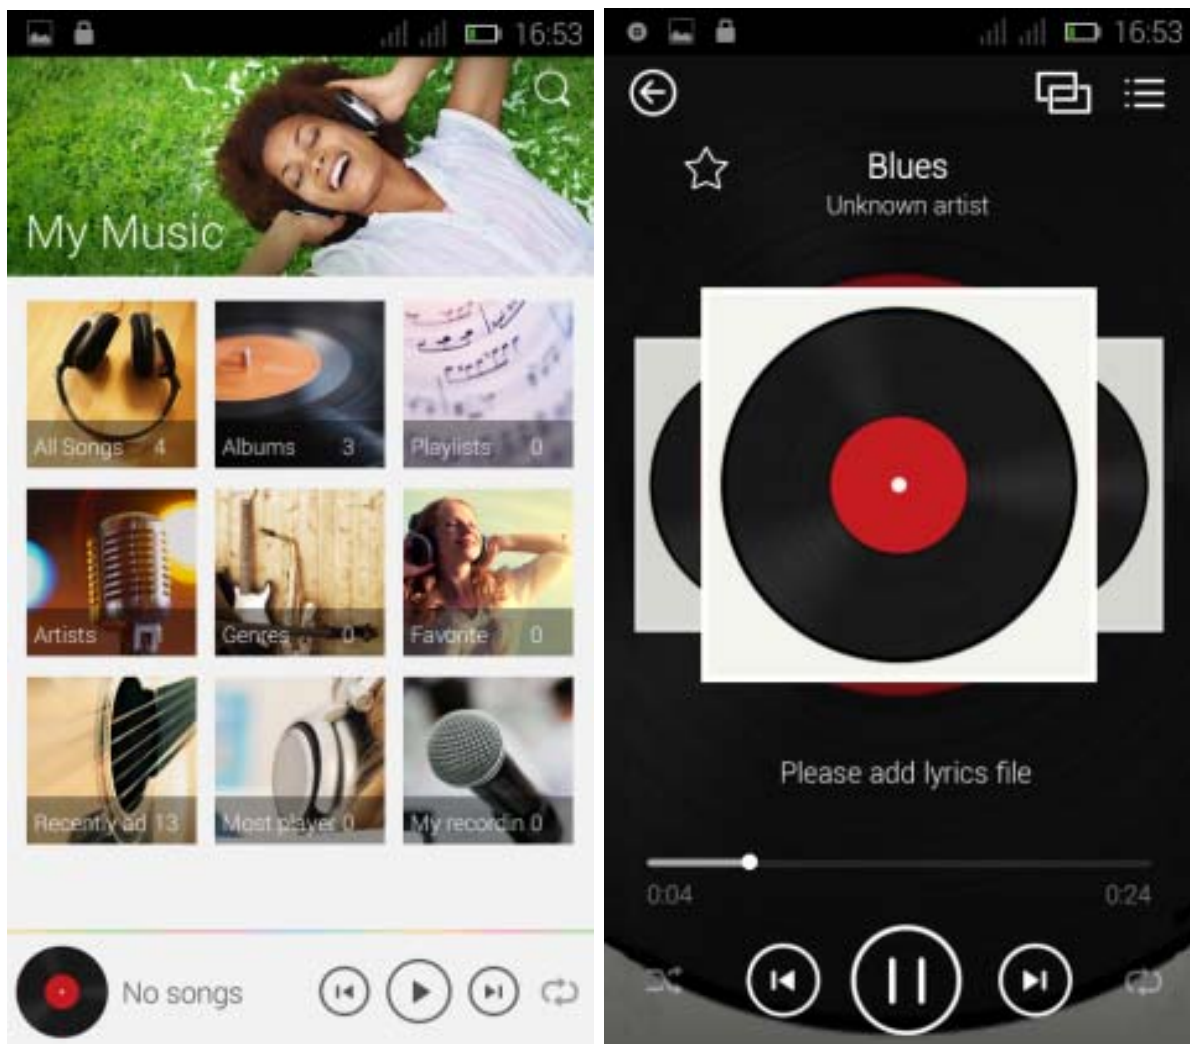 16:53
My Music
All Songs 4
Albums 3
Playlists 0
Artists 1
Genres 0
Favorite 0
Recently ad 13
Most player 0
My recordin 0
No songs
16:53
Blues
Unknown artist
Please add lyrics file
0:04 0:24